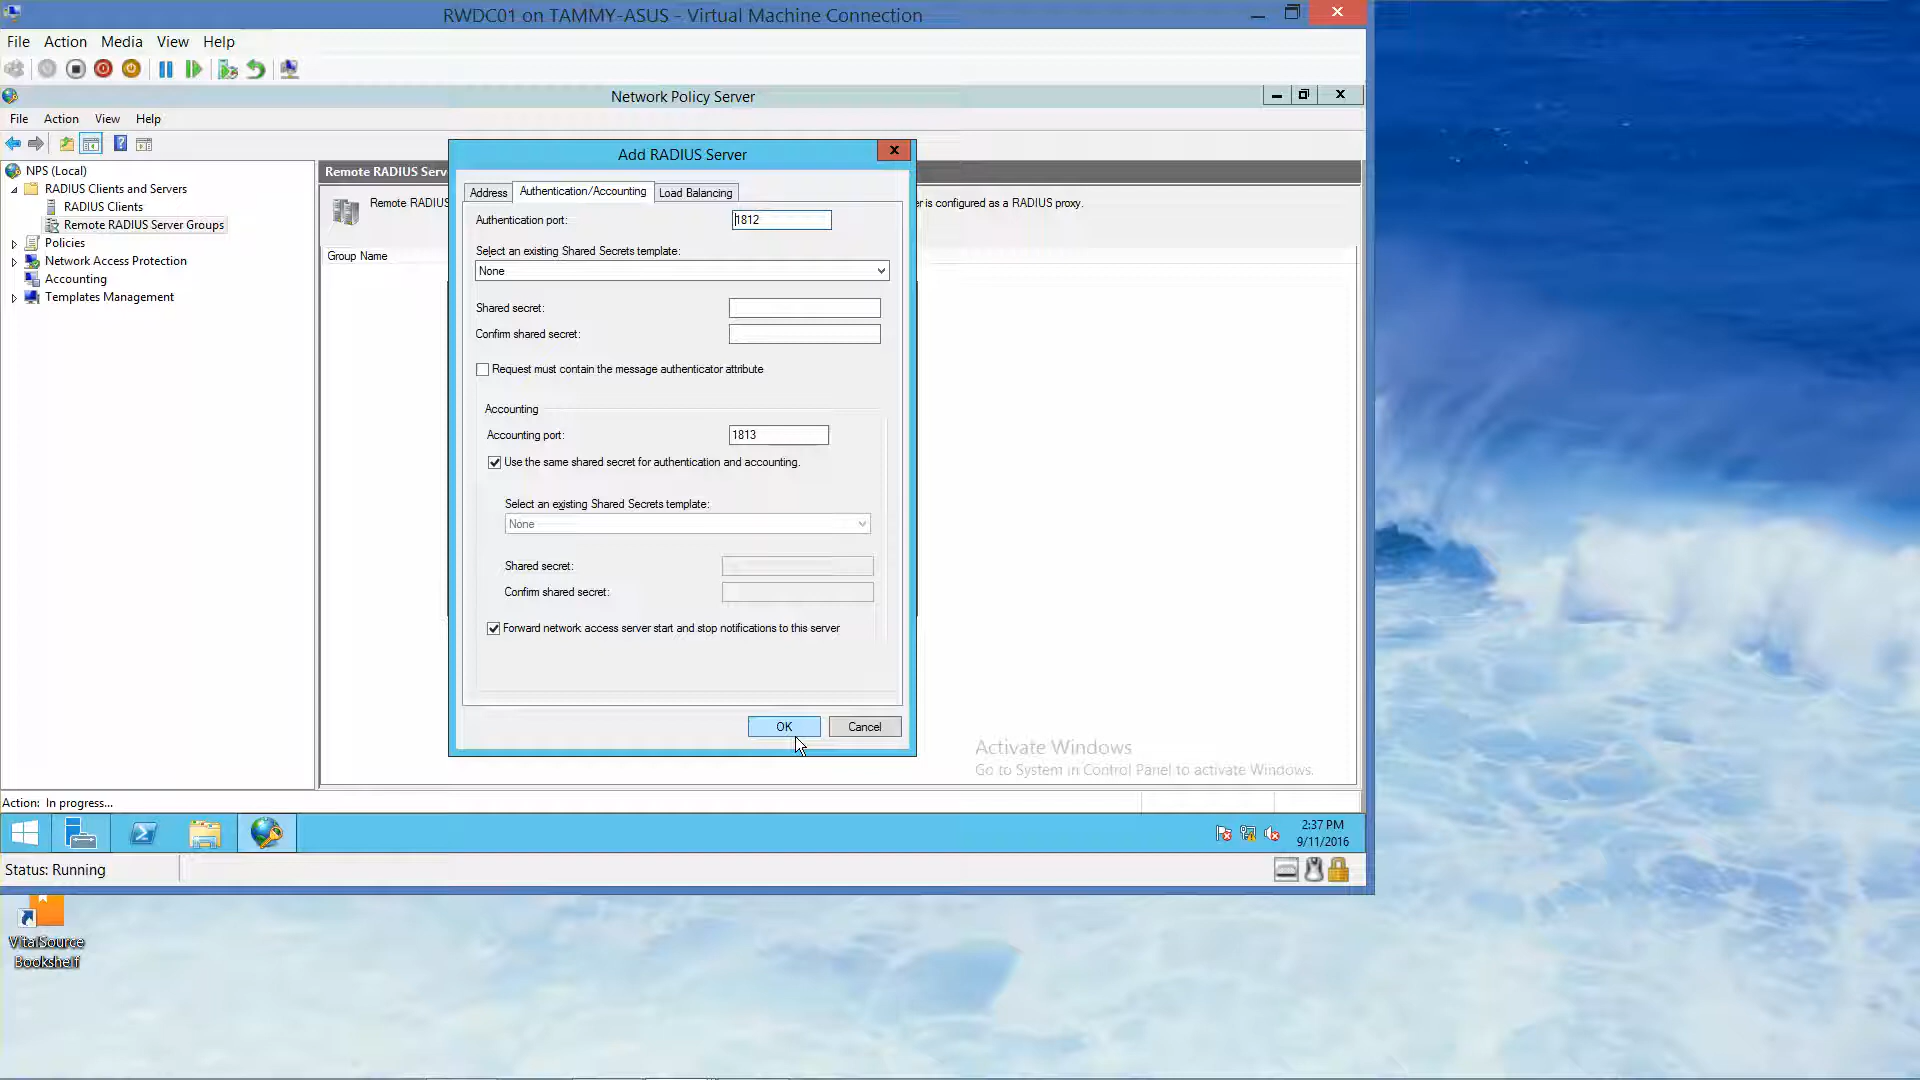 RWDC01 on TAMMY-ASUS - Virtual Machine Connection
File Action Media View Help
Network Policy Server
File Action View Help
NPS (Local)
RADIUS Clients and Servers
RADIUS Clients
Remote RADIUS Server Groups
Policies
Network Access Protection
Accounting
Templates Management
Remote RADIUS Serv
Remote RADIUS
er is configured as a RADIUS proxy.
Group Name
Add RADIUS Server
Address Authentication/Accounting Load Balancing
Authentication port: 1812
Select an existing Shared Secrets template:
None
Shared secret:
Confirm shared secret:
Request must contain the message authenticator attribute
Accounting
Accounting port: 1813
Use the same shared secret for authentication and accounting.
Select an existing Shared Secrets template:
None
Shared secret:
Confirm shared secret:
Forward network access server start and stop notifications to this server
OK Cancel
Activate Windows
Go to System in Control Panel to activate Windows.
Action: In progress...
2:37 PM
9/11/2016
Status: Running
VitalSource
Bookshelf